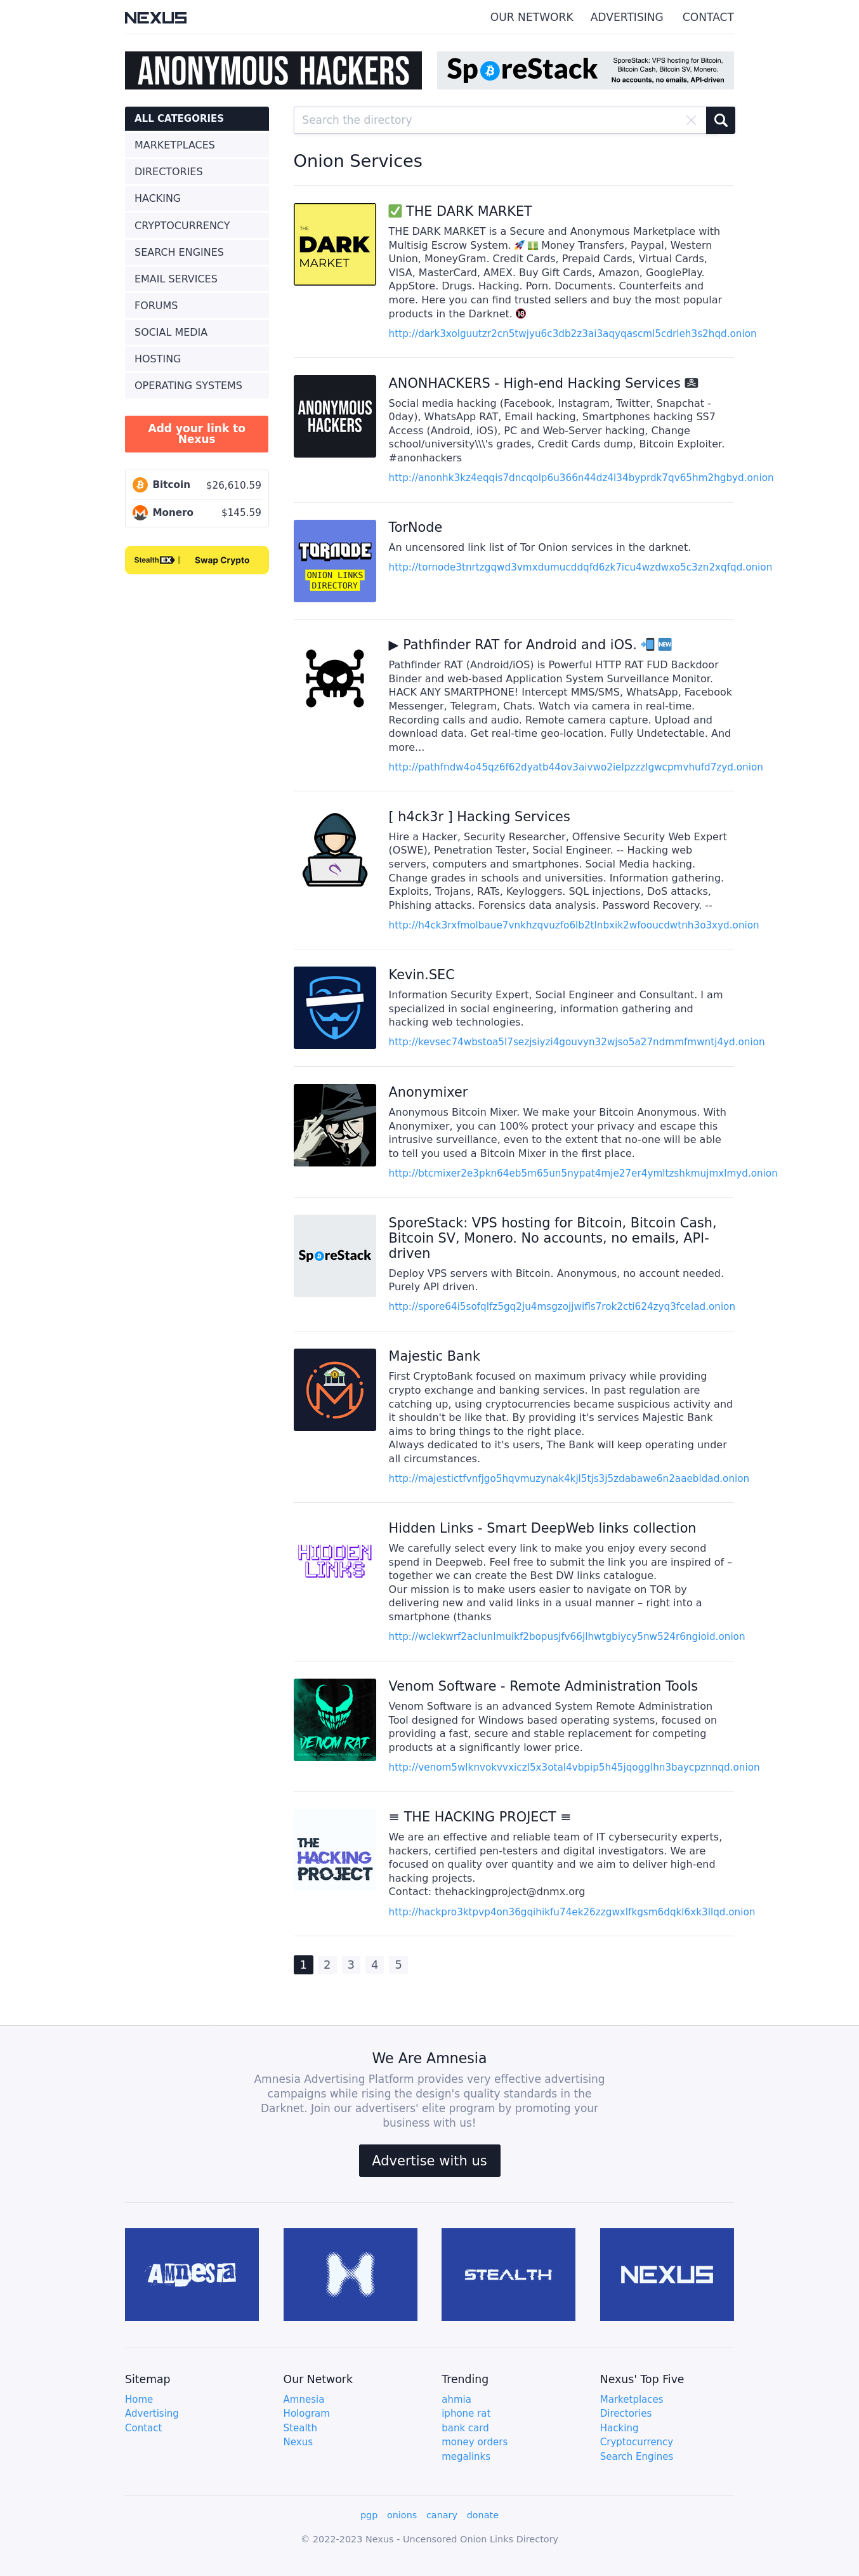 NEXUS
OUR NETWORK ADVERTISING CONTACT
ANONYMOUS HACKERS
SporeStack
SporeStack: VPS hosting for Bitcoin,
Bitcoin Cash, Bitcoin SV, Monero.
No accounts, no emails, API-driven
ALL CATEGORIES
MARKETPLACES
DIRECTORIES
HACKING
CRYPTOCURRENCY
SEARCH ENGINES
EMAIL SERVICES
FORUMS
SOCIAL MEDIA
HOSTING
OPERATING SYSTEMS
Add your link to
Nexus
Bitcoin $26,610.59
Monero $145.59
StealthEX | Swap Crypto
Search the directory
Onion Services
THE
DARK
MARKET
✅ THE DARK MARKET
THE DARK MARKET is a Secure and Anonymous Marketplace with
Multisig Escrow System. 🚀 💵 Money Transfers, Paypal, Western
Union, MoneyGram. Credit Cards, Prepaid Cards, Virtual Cards,
VISA, MasterCard, AMEX. Buy Gift Cards, Amazon, GooglePlay.
AppStore. Drugs. Hacking. Porn. Documents. Counterfeits and
more. Here you can find trusted sellers and buy the most popular
products in the Darknet. 🔞
http://dark3xolguutzr2cn5twjyu6c3db2z3ai3aqyqascml5cdrleh3s2hqd.onion
ANONYMOUS
HACKERS
ANONHACKERS - High-end Hacking Services 🏴‍☠️
Social media hacking (Facebook, Instagram, Twitter, Snapchat -
0day), WhatsApp RAT, Email hacking, Smartphones hacking SS7
Access (Android, iOS), PC and Web-Server hacking, Change
school/university\\\'s grades, Credit Cards dump, Bitcoin Exploiter.
#anonhackers
http://anonhk3kz4eqqis7dncqolp6u366n44dz4l34byprdk7qv65hm2hgbyd.onion
TORNODE
ONION LINKS
DIRECTORY
TorNode
An uncensored link list of Tor Onion services in the darknet.
http://tornode3tnrtzgqwd3vmxdumucddqfd6zk7icu4wzdwxo5c3zn2xqfqd.onion
▶ Pathfinder RAT for Android and iOS. 📲 🆕
Pathfinder RAT (Android/iOS) is Powerful HTTP RAT FUD Backdoor
Binder and web-based Application System Surveillance Monitor.
HACK ANY SMARTPHONE! Intercept MMS/SMS, WhatsApp, Facebook
Messenger, Telegram, Chats. Watch via camera in real-time.
Recording calls and audio. Remote camera capture. Upload and
download data. Get real-time geo-location. Fully Undetectable. And
more...
http://pathfndw4o45qz6f62dyatb44ov3aivwo2ielpzzzlgwcpmvhufd7zyd.onion
[ h4ck3r ] Hacking Services
Hire a Hacker, Security Researcher, Offensive Security Web Expert
(OSWE), Penetration Tester, Social Engineer. -- Hacking web
servers, computers and smartphones. Social Media hacking.
Change grades in schools and universities. Information gathering.
Exploits, Trojans, RATs, Keyloggers. SQL injections, DoS attacks,
Phishing attacks. Forensics data analysis. Password Recovery. --
http://h4ck3rxfmolbaue7vnkhzqvuzfo6lb2tlnbxik2wfooucdwtnh3o3xyd.onion
Kevin.SEC
Information Security Expert, Social Engineer and Consultant. I am
specialized in social engineering, information gathering and
hacking web technologies.
http://kevsec74wbstoa5l7sezjsiyzi4gouvyn32wjso5a27ndmmfmwntj4yd.onion
Anonymixer
Anonymous Bitcoin Mixer. We make your Bitcoin Anonymous. With
Anonymixer, you can 100% protect your privacy and escape this
intrusive surveillance, even to the extent that no-one will be able
to tell you used a Bitcoin Mixer in the first place.
http://btcmixer2e3pkn64eb5m65un5nypat4mje27er4ymltzshkmujmxlmyd.onion
SporeStack
SporeStack: VPS hosting for Bitcoin, Bitcoin Cash,
Bitcoin SV, Monero. No accounts, no emails, API-
driven
Deploy VPS servers with Bitcoin. Anonymous, no account needed.
Purely API driven.
http://spore64i5sofqlfz5gq2ju4msgzojjwifls7rok2cti624zyq3fcelad.onion
Majestic Bank
First CryptoBank focused on maximum privacy while providing
crypto exchange and banking services. In past regulation are
catching up, using cryptocurrencies became suspicious activity and
it shouldn't be like that. By providing it's services Majestic Bank
aims to bring things to the right place.
Always dedicated to it's users, The Bank will keep operating under
all circumstances.
http://majestictfvnfjgo5hqvmuzynak4kjl5tjs3j5zdabawe6n2aaebldad.onion
HIDDEN
LINKS
Hidden Links - Smart DeepWeb links collection
We carefully select every link to make you enjoy every second
spend in Deepweb. Feel free to submit the link you are inspired of –
together we can create the Best DW links catalogue.
Our mission is to make users easier to navigate on TOR by
delivering new and valid links in a usual manner – right into a
smartphone (thanks
http://wclekwrf2aclunlmuikf2bopusjfv66jlhwtgbiycy5nw524r6ngioid.onion
VENOM RAT
Venom Software - Remote Administration Tools
Venom Software is an advanced System Remote Administration
Tool designed for Windows based operating systems, focused on
providing a fast, secure and stable replacement for competing
products at a significantly lower price.
http://venom5wlknvokvvxiczl5x3otal4vbpip5h45jqogglhn3baycpznnqd.onion
THE
HACKING
PROJECT
≡ THE HACKING PROJECT ≡
We are an effective and reliable team of IT cybersecurity experts,
hackers, certified pen-testers and digital investigators. We are
focused on quality over quantity and we aim to deliver high-end
hacking projects.
Contact: thehackingproject@dnmx.org
http://hackpro3ktpvp4on36gqihikfu74ek26zzgwxlfkgsm6dqkl6xk3llqd.onion
1 2 3 4 5
We Are Amnesia
Amnesia Advertising Platform provides very effective advertising
campaigns while rising the design's quality standards in the
Darknet. Join our advertisers' elite program by promoting your
business with us!
Advertise with us
Amnesia
H
STEALTH
NEXUS
Sitemap
Home
Advertising
Contact
Our Network
Amnesia
Hologram
Stealth
Nexus
Trending
ahmia
iphone rat
bank card
money orders
megalinks
Nexus' Top Five
Marketplaces
Directories
Hacking
Cryptocurrency
Search Engines
pgp onions canary donate
© 2022-2023 Nexus - Uncensored Onion Links Directory